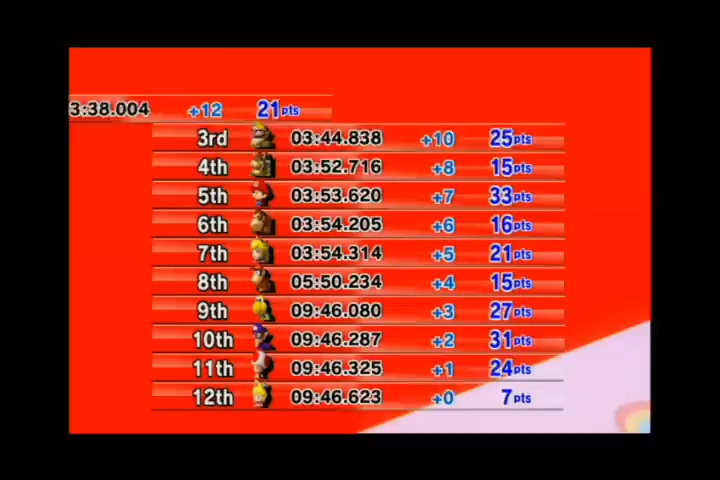 3:38.004 +12 21pts
3rd 03:44.838 +10 25pts
4th 03:52.716 +8 15pts
5th 03:53.620 +7 33pts
6th 03:54.205 +6 16pts
7th 03:54.314 +5 21pts
8th 05:50.234 +4 15pts
9th 09:46.080 +3 27pts
10th 09:46.287 +2 31pts
11th 09:46.325 +1 24pts
12th 09:46.623 +0 7pts